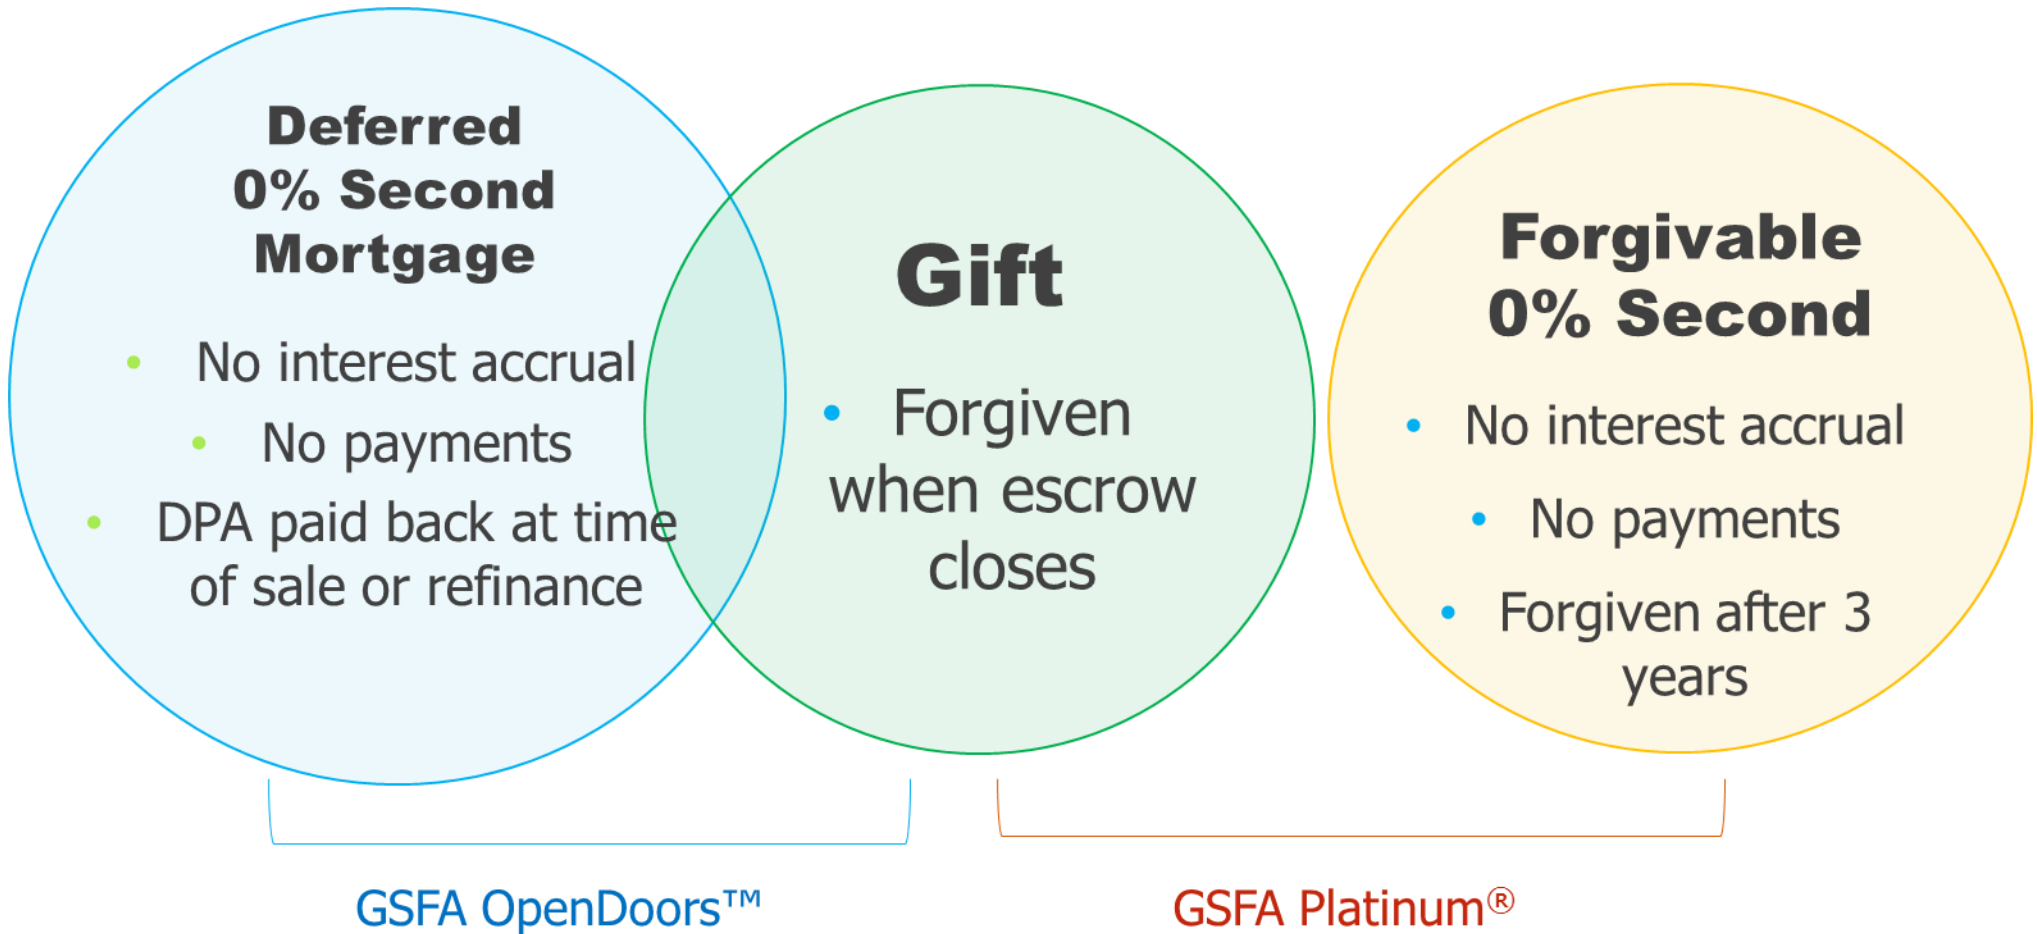 Deferred
0% Second
Mortgage
• No interest accrual
• No payments
• DPA paid back at time
of sale or refinance
Gift
• Forgiven
when escrow
closes
Forgivable
0% Second
• No interest accrual
• No payments
• Forgiven after 3
years
GSFA OpenDoors™
GSFA Platinum®